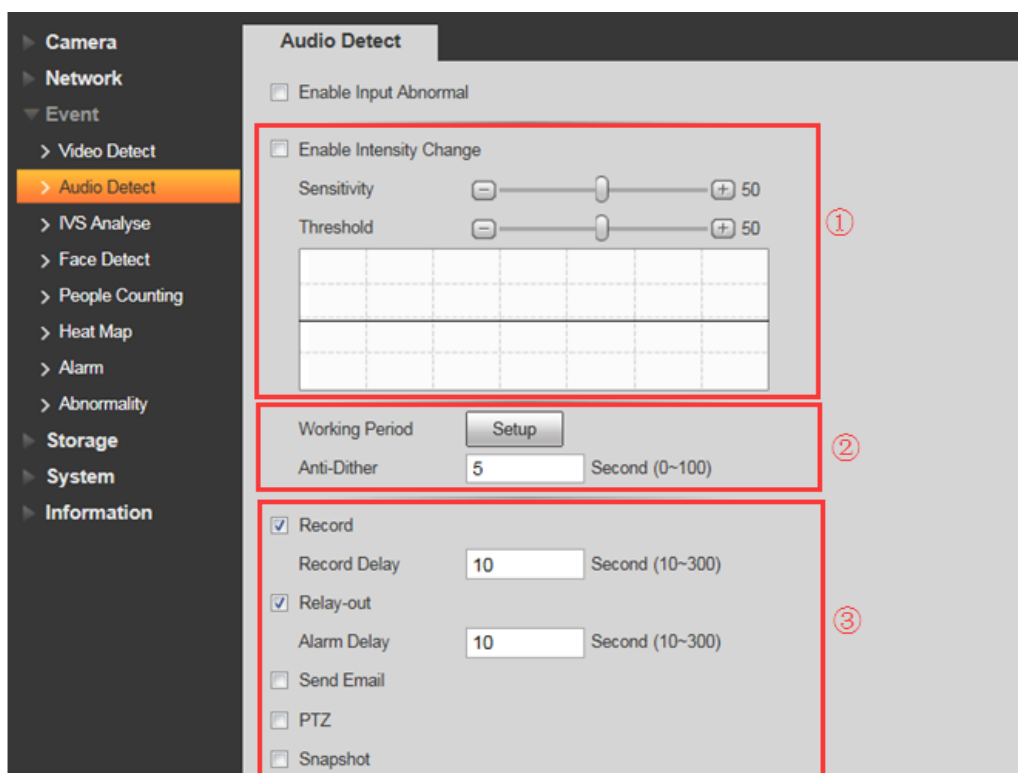 Camera
Network
Event
Video Detect
Audio Detect
IVS Analyse
Face Detect
People Counting
Heat Map
Alarm
Abnormality
Storage
System
Information
Audio Detect
Enable Input Abnormal
Enable Intensity Change
Sensitivity 50
Threshold 50
①
Working Period Setup
Anti-Dither 5 Second (0~100)
②
Record
Record Delay 10 Second (10~300)
Relay-out
Alarm Delay 10 Second (10~300)
③
Send Email
PTZ
Snapshot